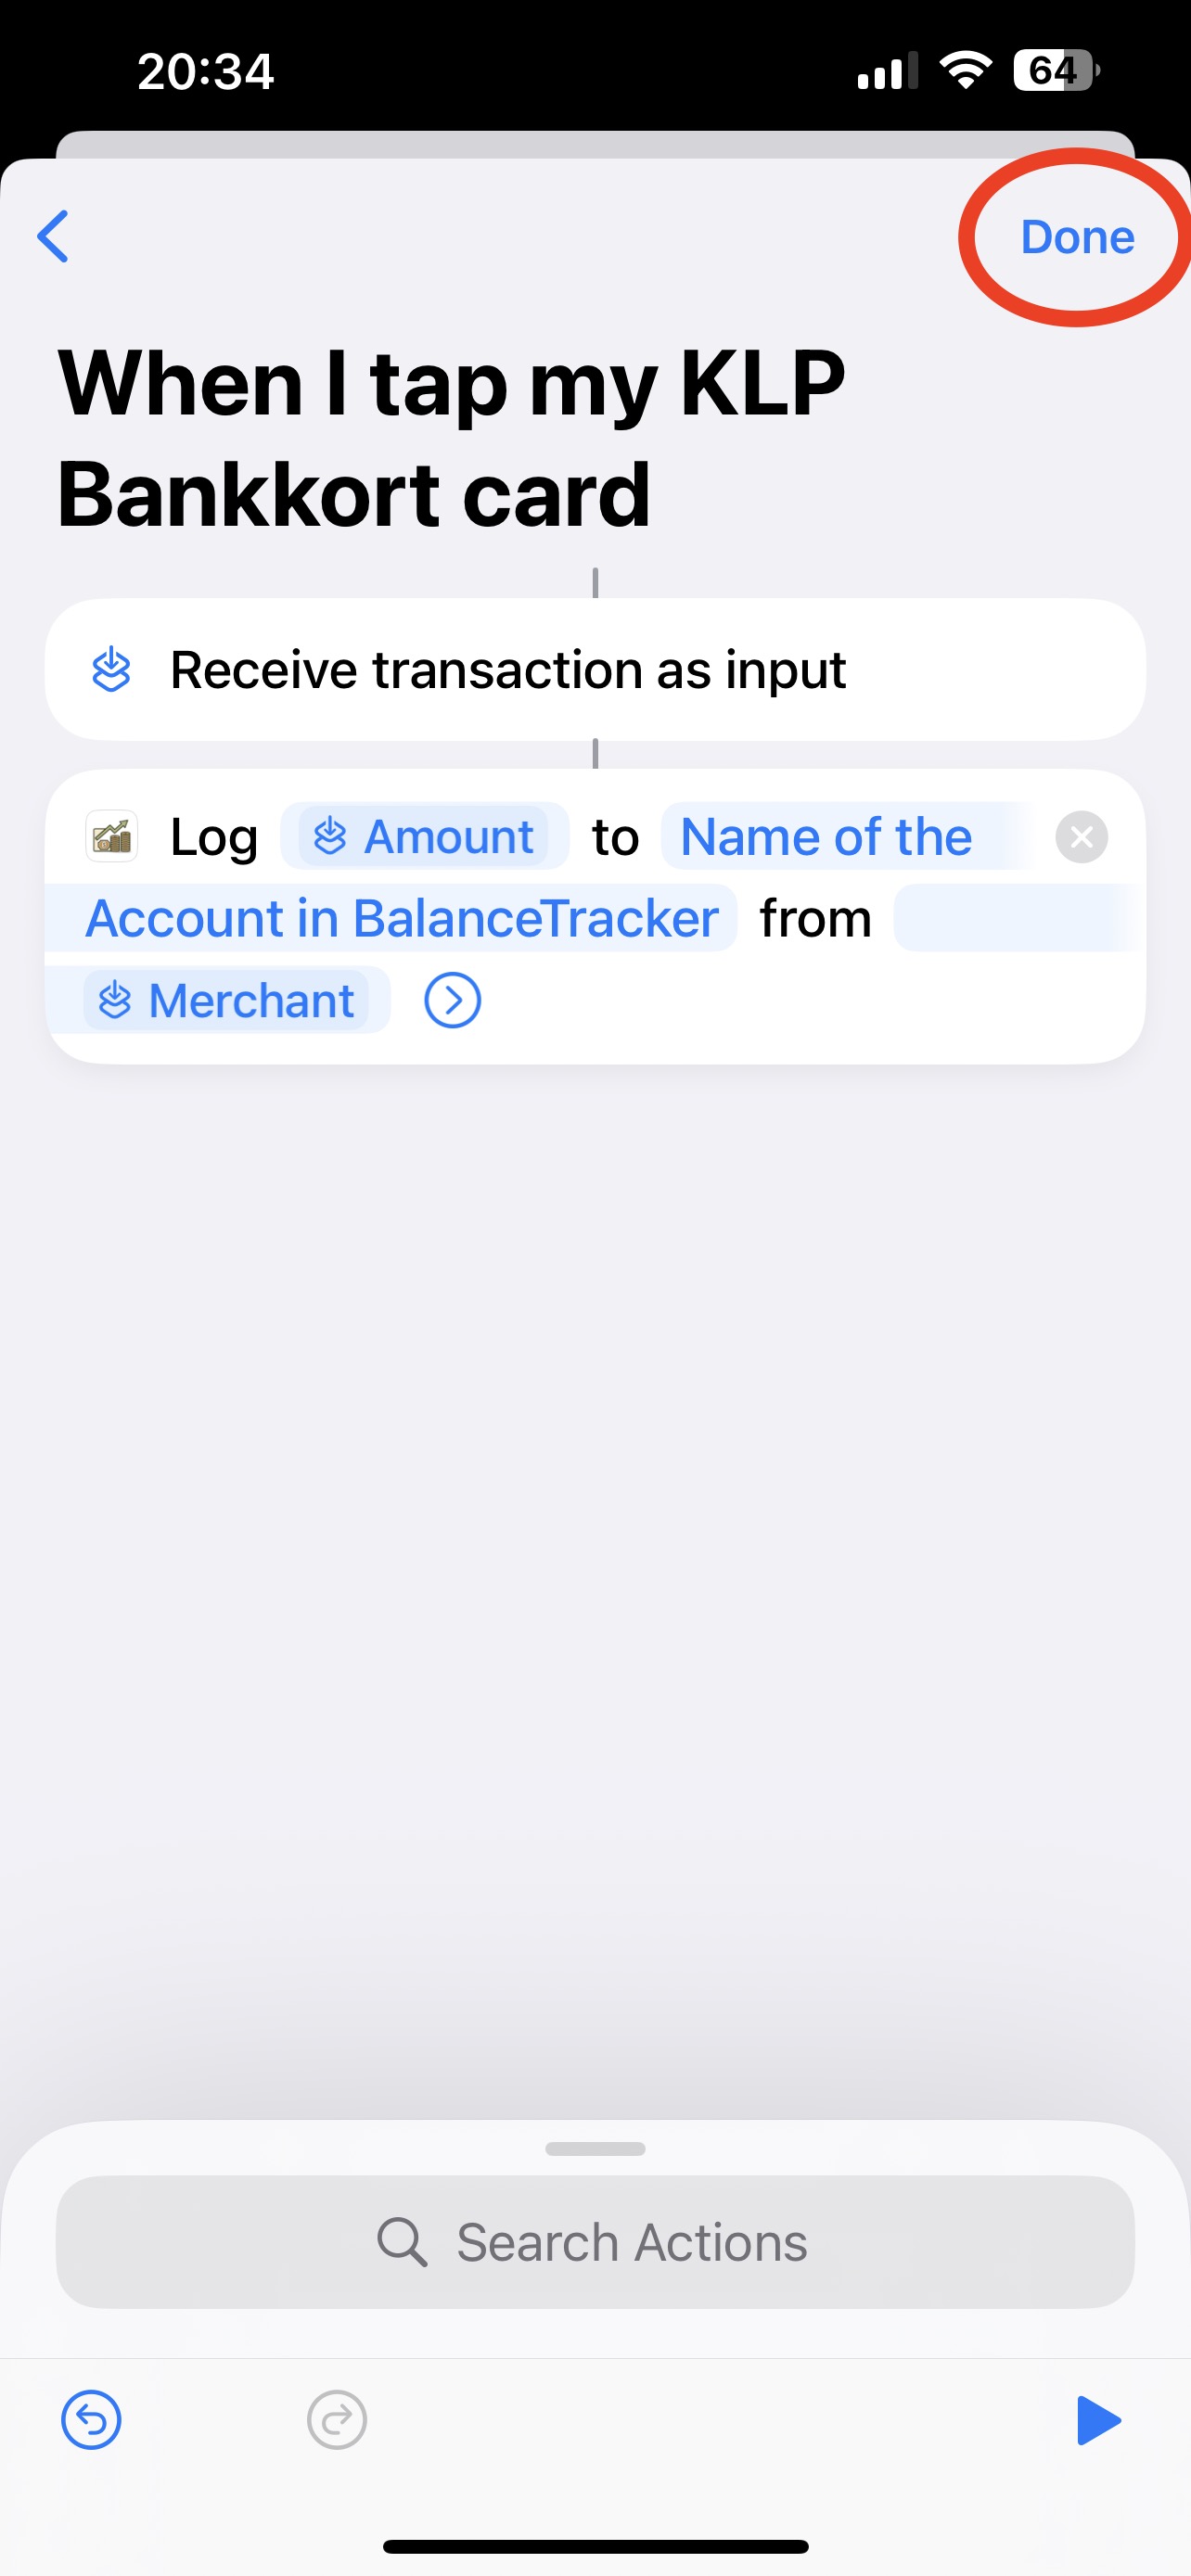 20:34
64
Done
When I tap my KLP
Bankkort card
Receive transaction as input
Log Amount to Name of the
Account in BalanceTracker from
Merchant
Search Actions